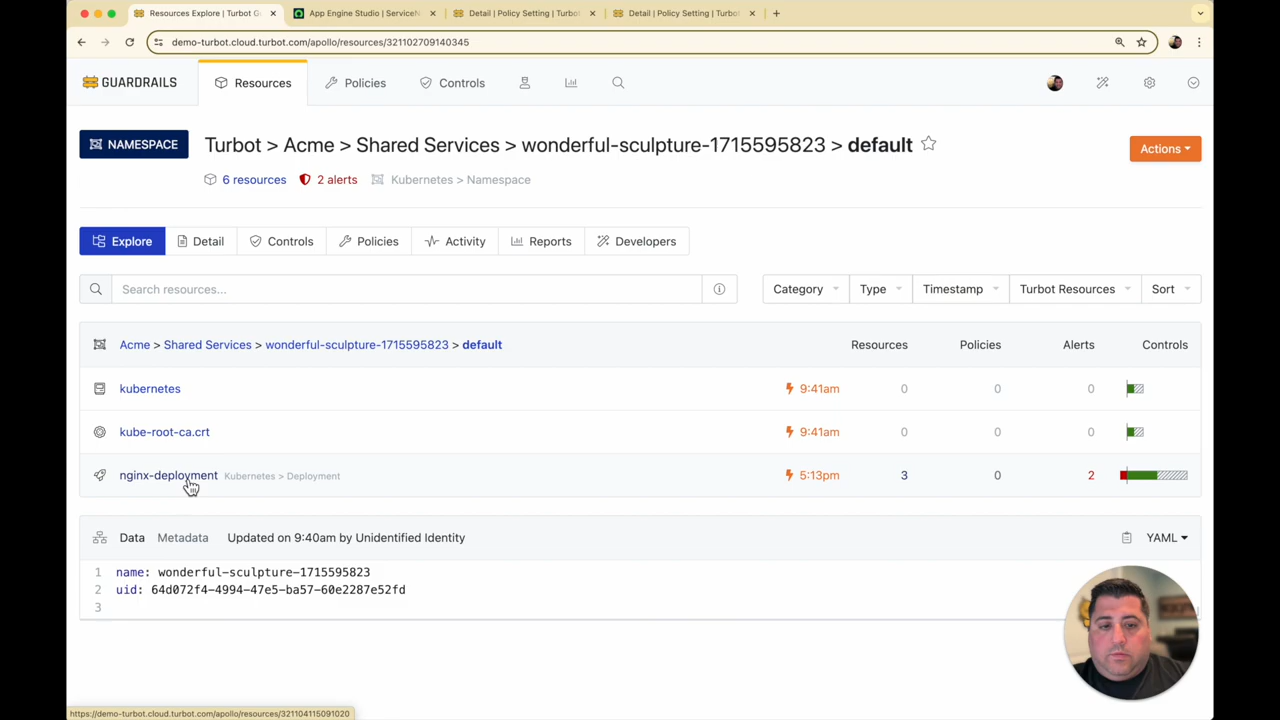 Resources Explore | Turbot G
App Engine Studio | ServiceN
Detail | Policy Setting | Turbot
Detail | Policy Setting | Turbot
demo-turbot.cloud.turbot.com/apollo/resources/321102709140345
GUARDRAILS
Resources
Policies
Controls
NAMESPACE
Turbot > Acme > Shared Services > wonderful-sculpture-1715595823 > default
Actions
6 resources
2 alerts
Kubernetes > Namespace
Explore
Detail
Controls
Policies
Activity
Reports
Developers
Search resources...
Category
Type
Timestamp
Turbot Resources
Sort
Acme > Shared Services > wonderful-sculpture-1715595823 > default
Resources
Policies
Alerts
Controls
kubernetes
9:41am
0
0
0
kube-root-ca.crt
9:41am
0
0
0
nginx-deployment
Kubernetes > Deployment
5:13pm
3
0
2
Data
Metadata
Updated on 9:40am by Unidentified Identity
YAML
1 name: wonderful-sculpture-1715595823
2 uid: 64d072f4-4994-47e5-ba57-60e2287e52fd
3
https://demo-turbot.cloud.turbot.com/apollo/resources/321104115091020